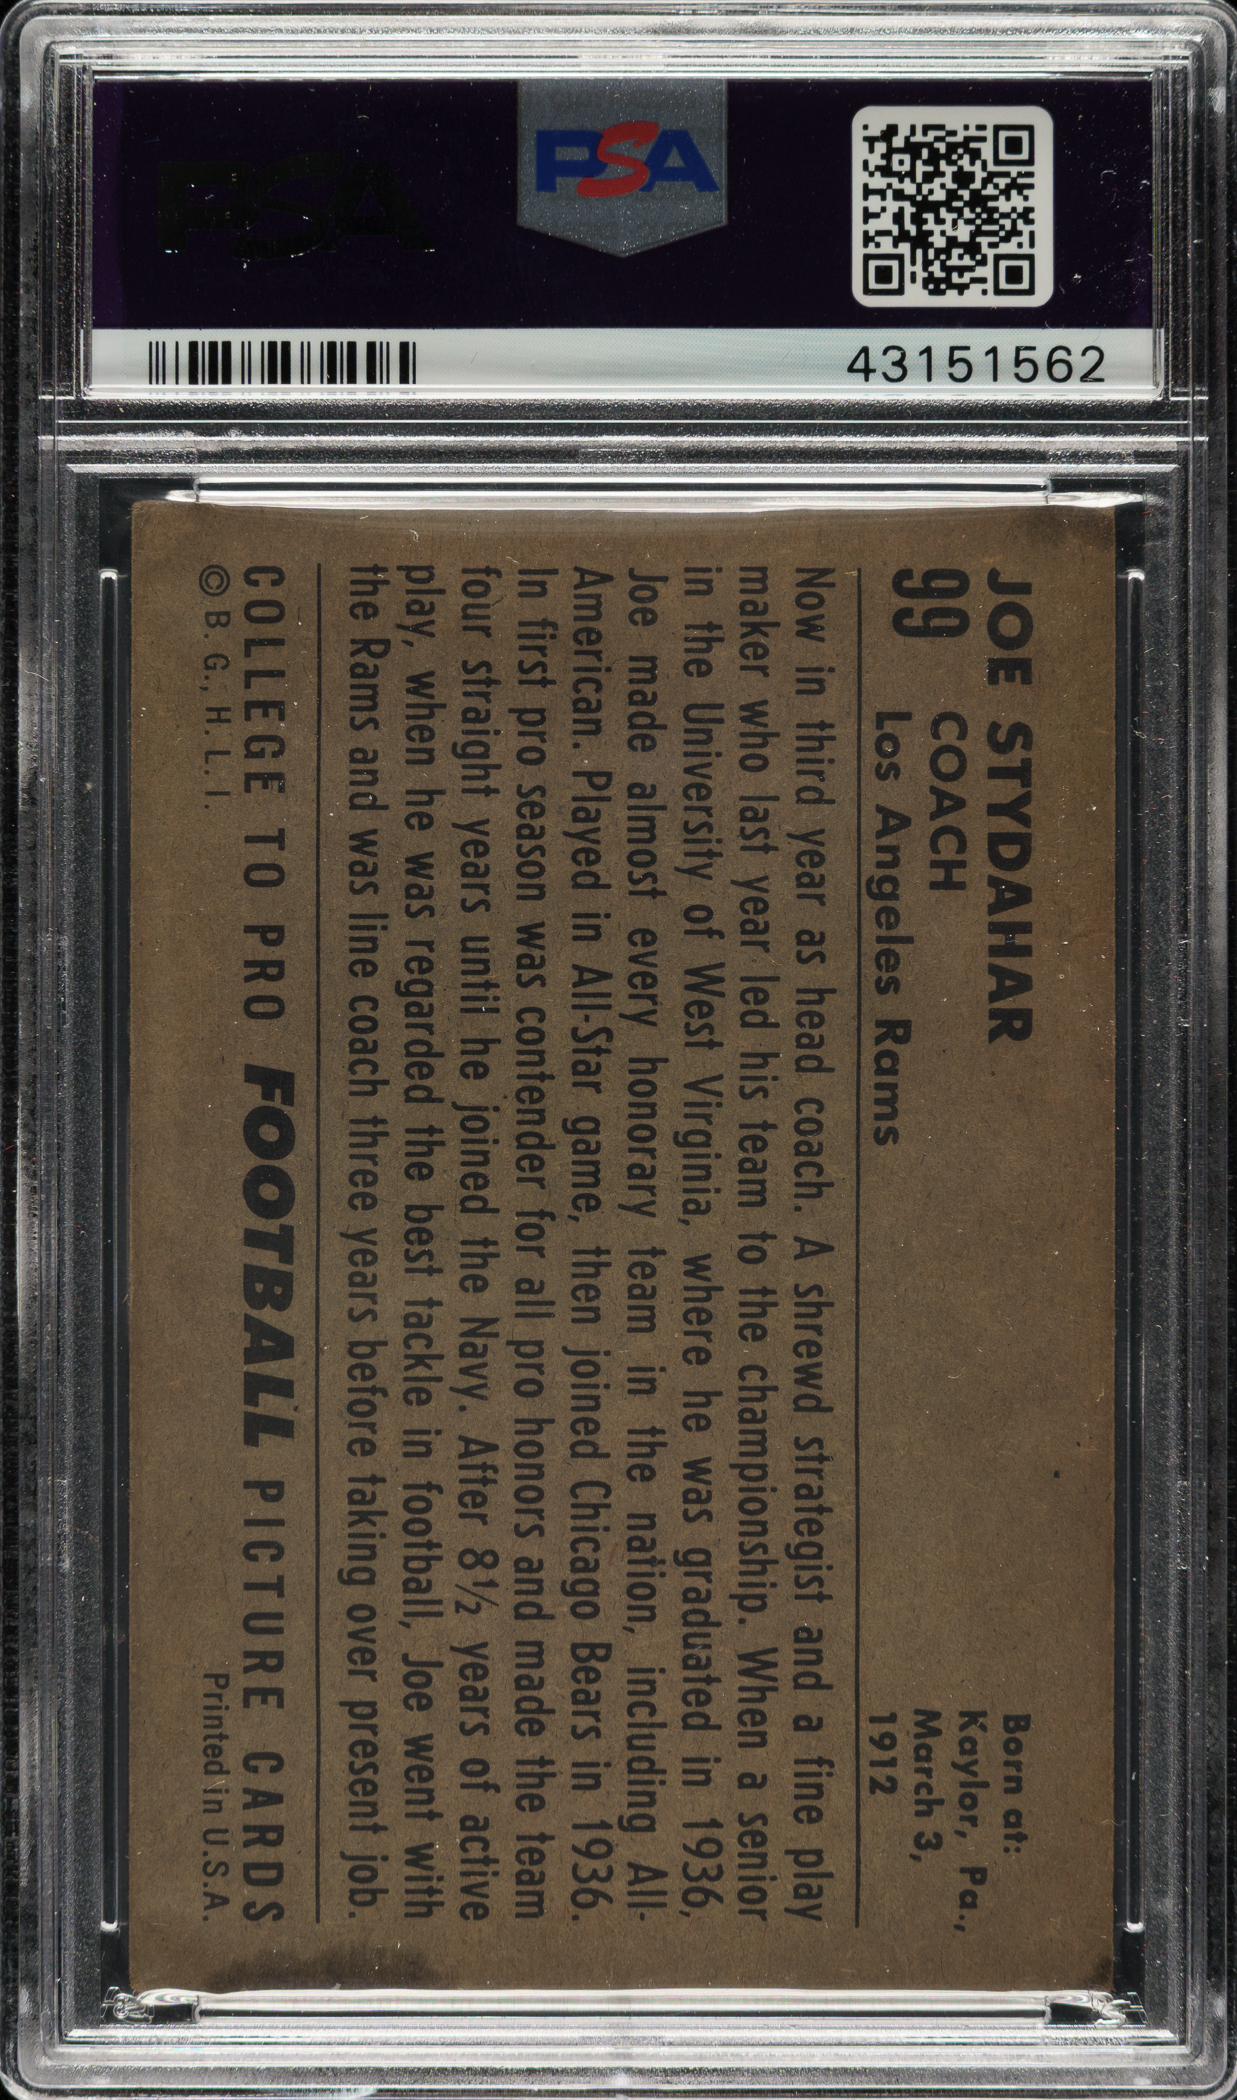 PSA
PSA
43151562
JOE STYDAHAR
99 COACH
Los Angeles Rams
Born at:
Kaylor, Pa.,
March 3,
1912
Now in third year as head coach. A shrewd strategist and a fine play
maker who last year led his team to the championship. When a senior
in the University of West Virginia, where he was graduated in 1936,
Joe made almost every honorary team in the nation, including All-
American. Played in All-Star game, then joined Chicago Bears in 1936.
In first pro season was contender for all pro honors and made the team
four straight years until he joined the Navy. After 8½ years of active
play, when he was regarded the best tackle in football, Joe went with
the Rams and was line coach three years before taking over present job.
COLLEGE TO PRO FOOTBALL PICTURE CARDS
© B. G., H. L. I. Printed in U.S.A.